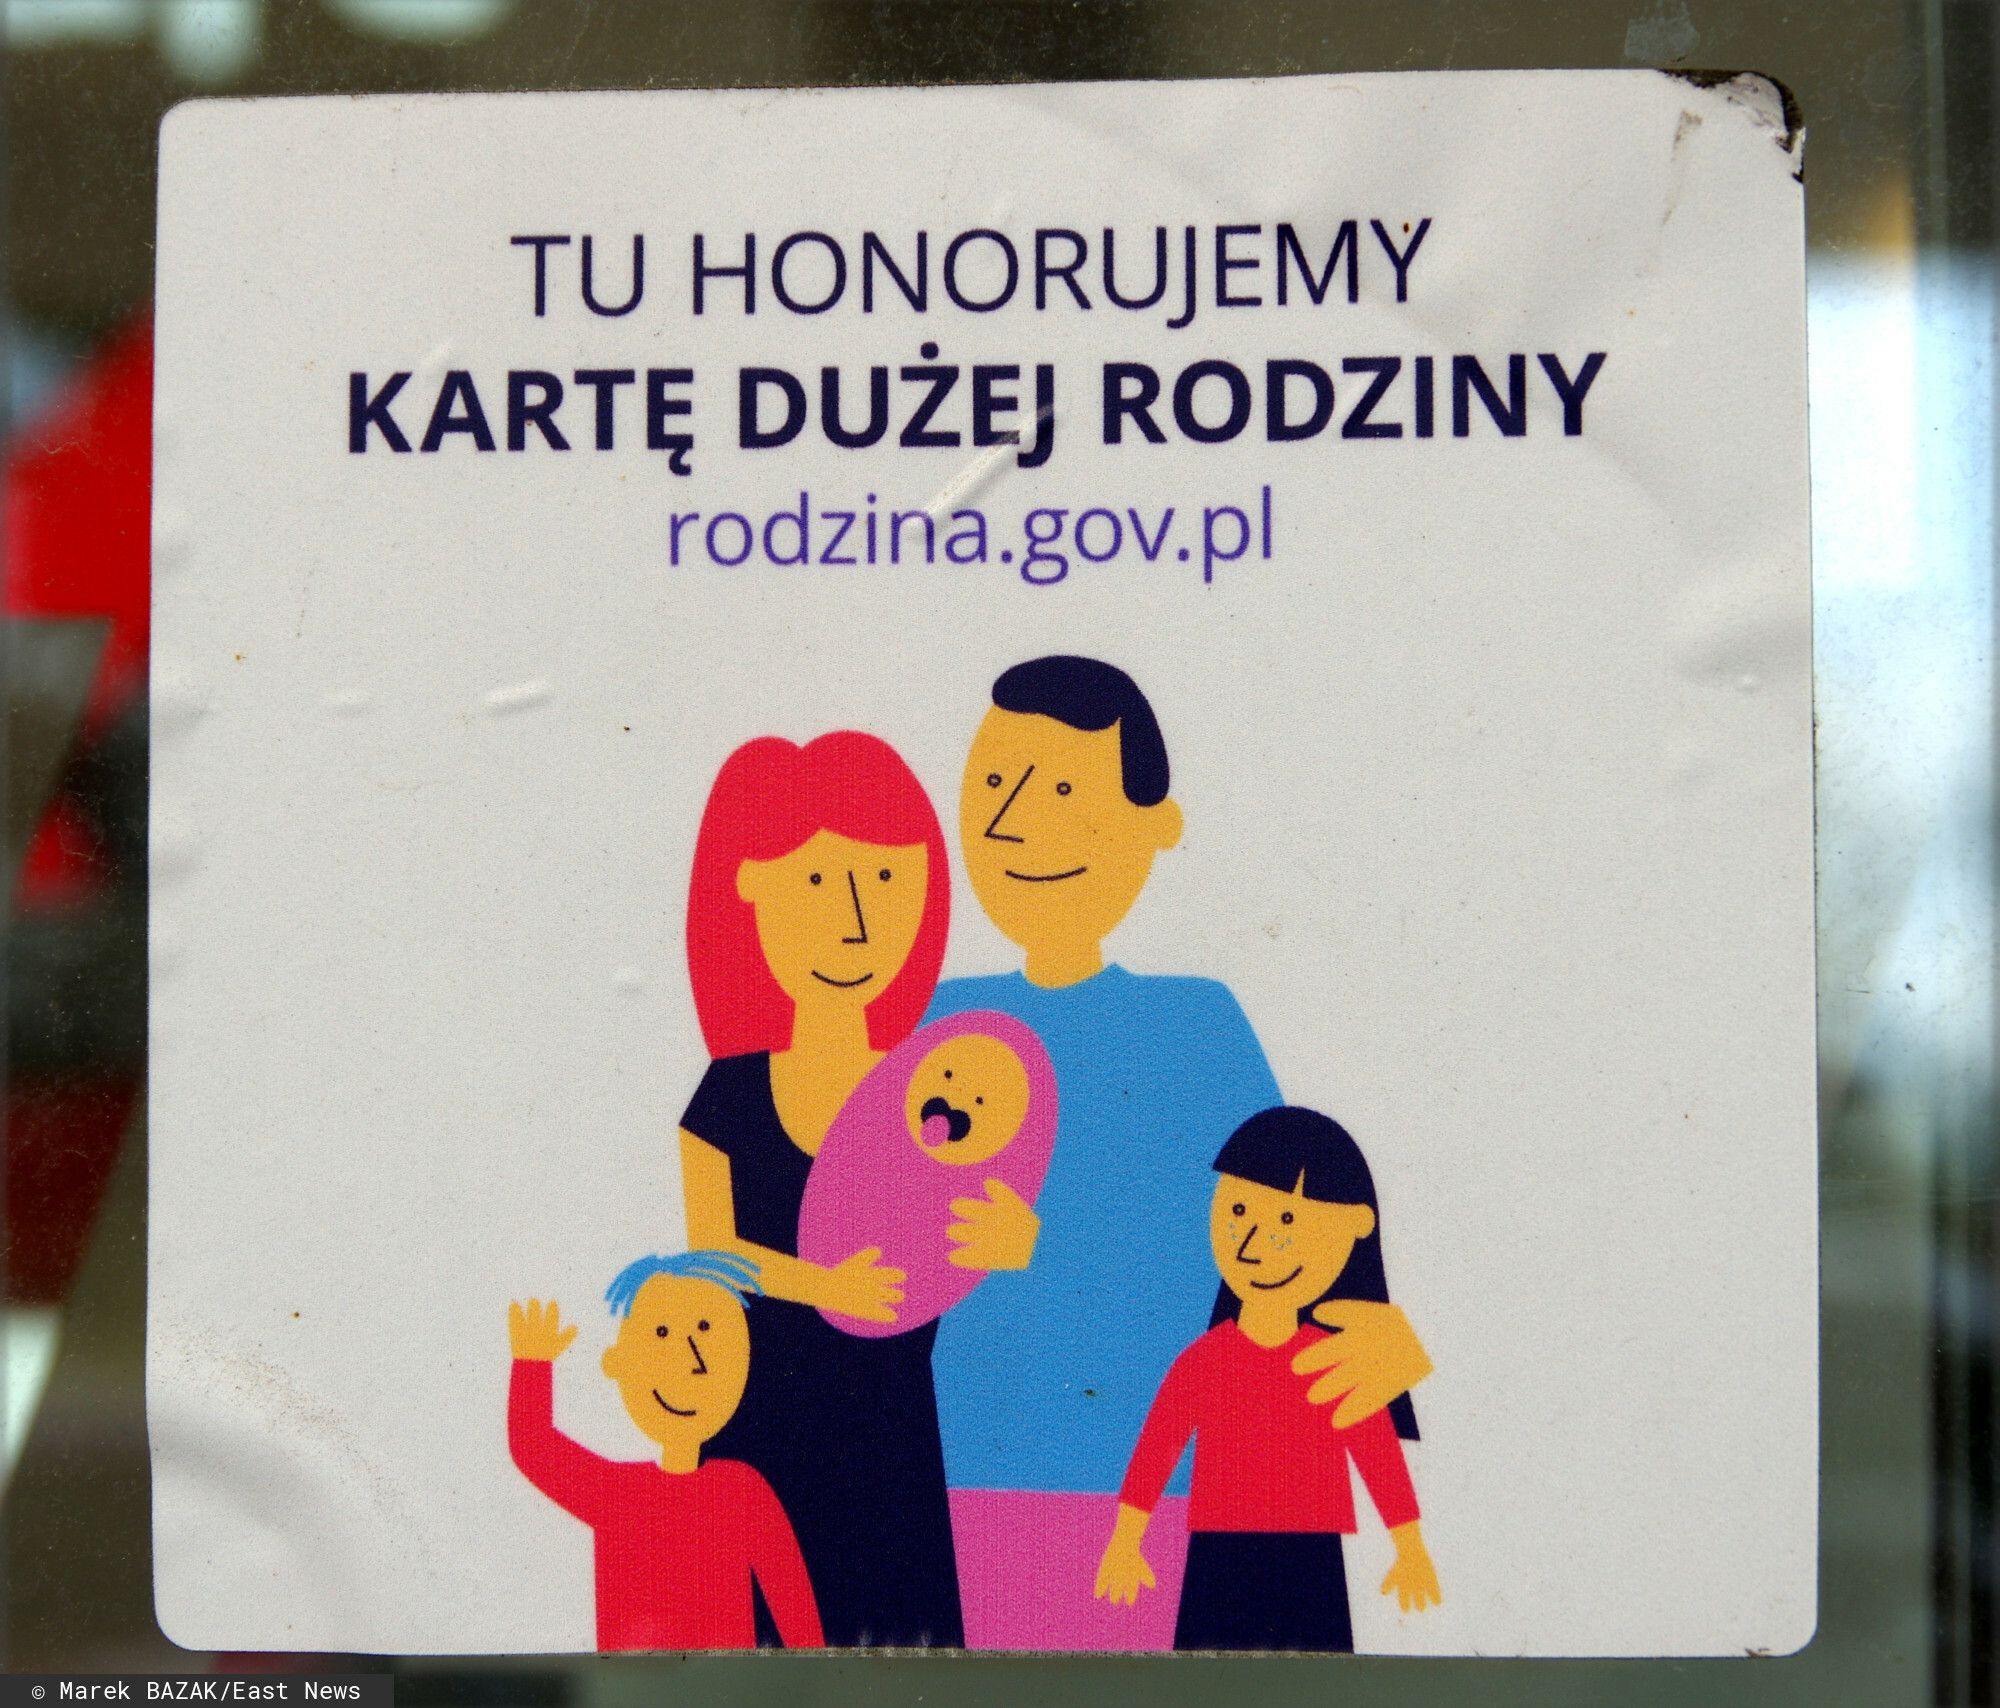 TU HONORUJEMY
KARTĘ DUŻEJ RODZINY
rodzina.gov.pl
© Marek BAZAK/East News